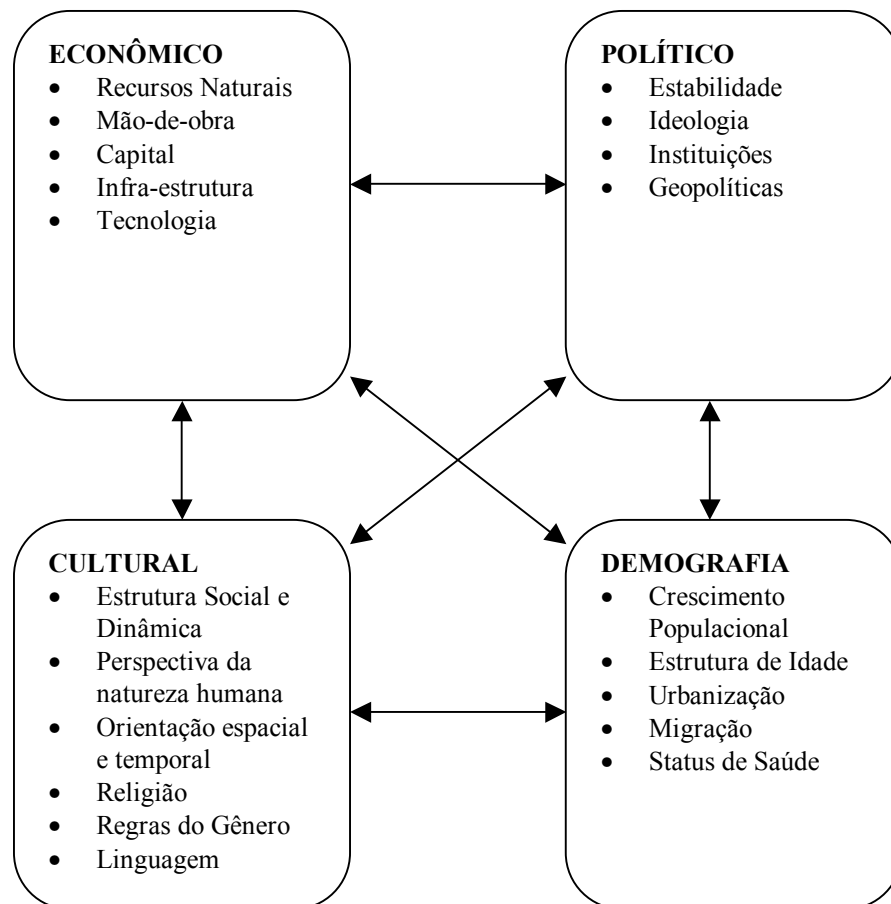 ECONÔMICO
• Recursos Naturais
• Mão-de-obra
• Capital
• Infra-estrutura
• Tecnologia
POLÍTICO
• Estabilidade
• Ideologia
• Instituições
• Geopolíticas
CULTURAL
• Estrutura Social e
Dinâmica
• Perspectiva da
natureza humana
• Orientação espacial
e temporal
• Religião
• Regras do Gênero
• Linguagem
DEMOGRAFIA
• Crescimento
Populacional
• Estrutura de Idade
• Urbanização
• Migração
• Status de Saúde